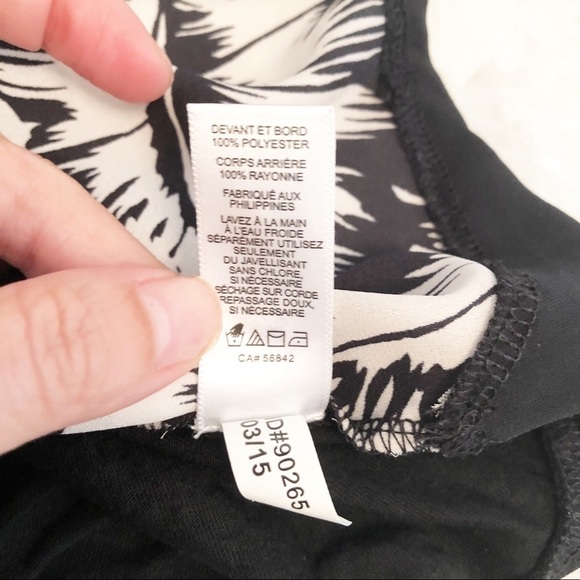 DEVANT ET BORD
100% POLYESTER
CORPS ARRIÈRE
100% RAYONNE
FABRIQUÉ AUX
PHILIPPINES
LAVEZ À LA MAIN
À L'EAU FROIDE
SÉPARÉMENT UTILISEZ
SEULEMENT
DU JAVELLISANT
SANS CHLORE
SI NÉCESSAIRE
SÉCHAGE SUR CORDE
REPASSAGE DOUX,
SI NÉCESSAIRE
CA# 56842
D#90265
03/15